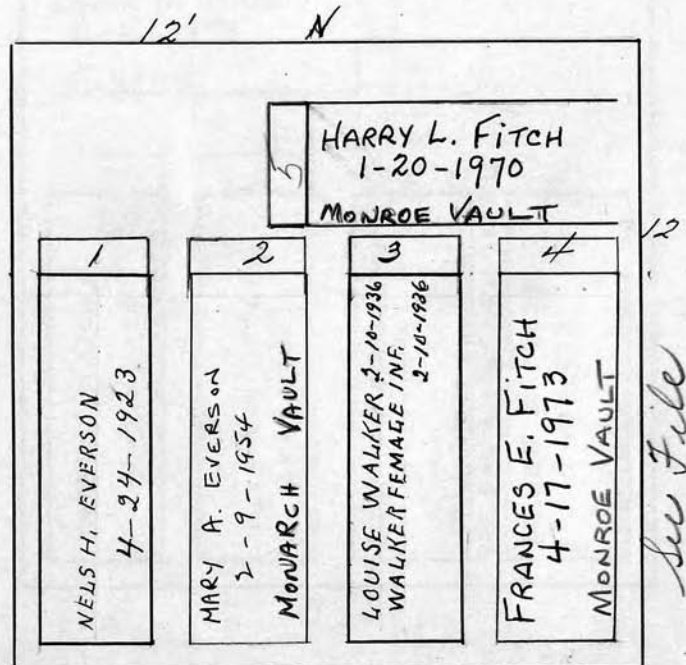 12' N
5
HARRY L. FITCH
1-20-1970
MONROE VAULT
12
1
NELS H. EVERSON
4-24-1923
2
MARY A. EVERSON
2-9-1954
MONARCH VAULT
3
LOUISE WALKER 2-10-1936
WALKER FEMAGE INF.
2-10-1936
4
FRANCES E. FITCH
4-17-1973
MONROE VAULT
See File